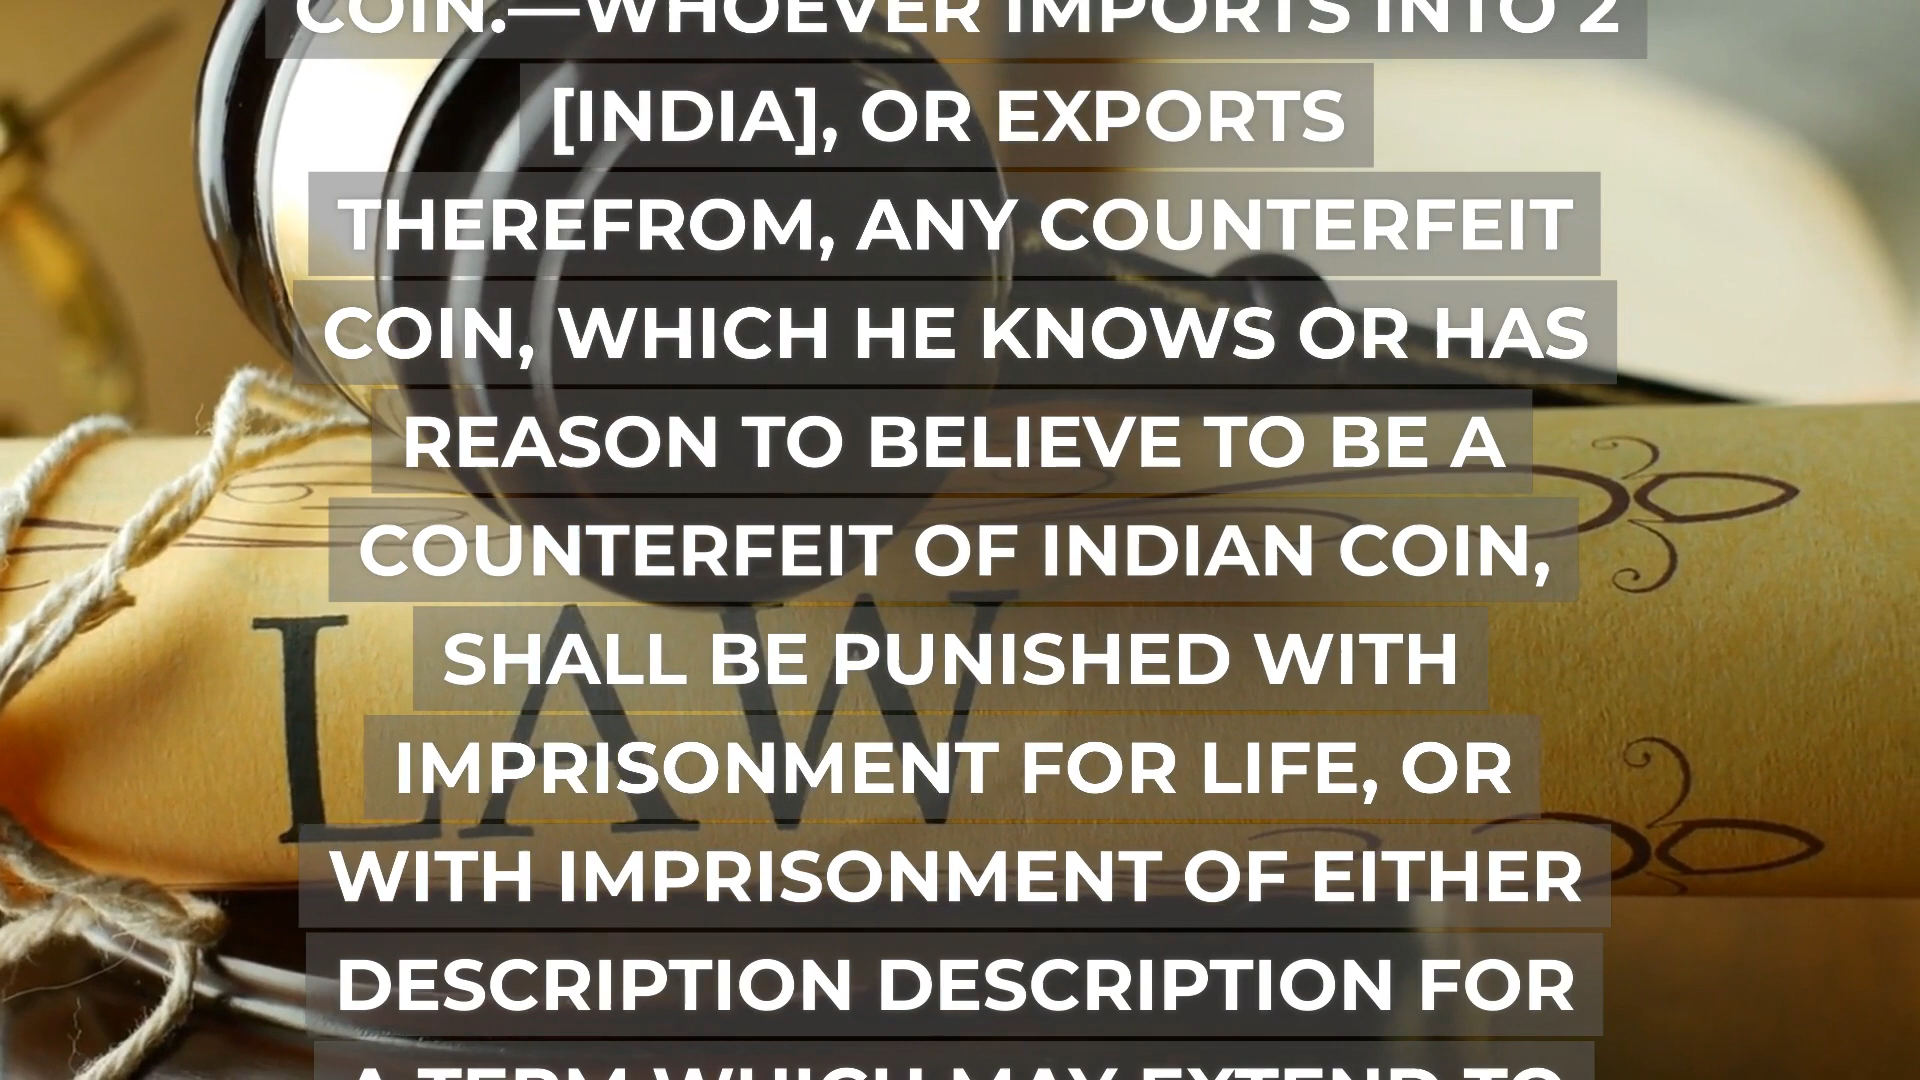 COIN.—WHOEVER IMPORTS INTO 2
[INDIA], OR EXPORTS
THEREFROM, ANY COUNTERFEIT
COIN, WHICH HE KNOWS OR HAS
REASON TO BELIEVE TO BE A
COUNTERFEIT OF INDIAN COIN,
SHALL BE PUNISHED WITH
IMPRISONMENT FOR LIFE, OR
WITH IMPRISONMENT OF EITHER
DESCRIPTION DESCRIPTION FOR
A TERM WHICH MAY EXTEND TO
LAW